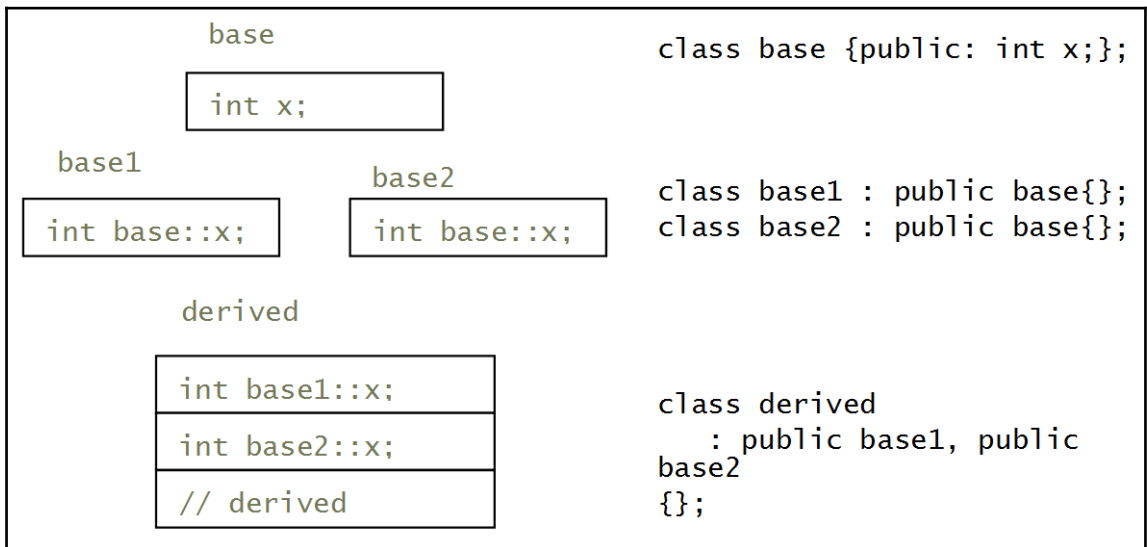 base
class base {public: int x;};
int x;
base1
base2
class base1 : public base{};
int base::x;
int base::x;
class base2 : public base{};
derived
int base1::x;
class derived
int base2::x;
: public base1, public
base2
// derived
{};